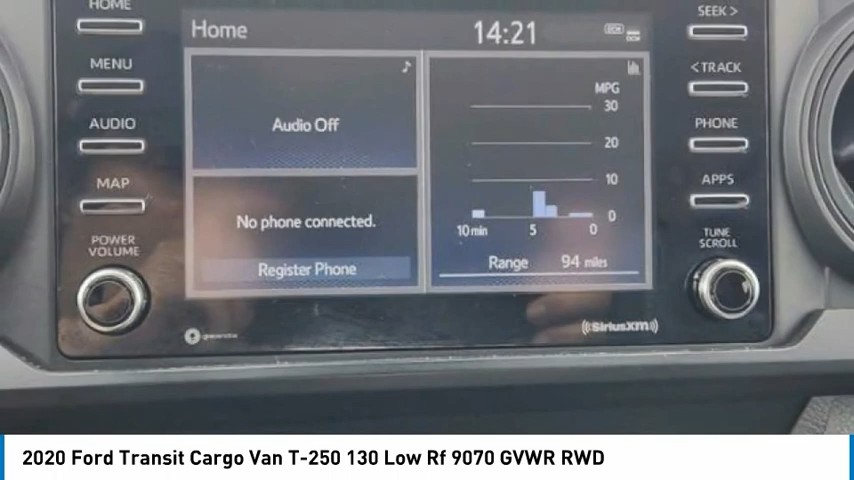 HOME
MENU
AUDIO
MAP
POWER
VOLUME
Home
14:21
DCM
Audio Off
No phone connected.
Register Phone
MPG
30
20
10
0
10 min 5 0
Range 94 miles
SiriusXM
SEEK >
< TRACK
PHONE
APPS
TUNE
SCROLL
2020 Ford Transit Cargo Van T-250 130 Low Rf 9070 GVWR RWD